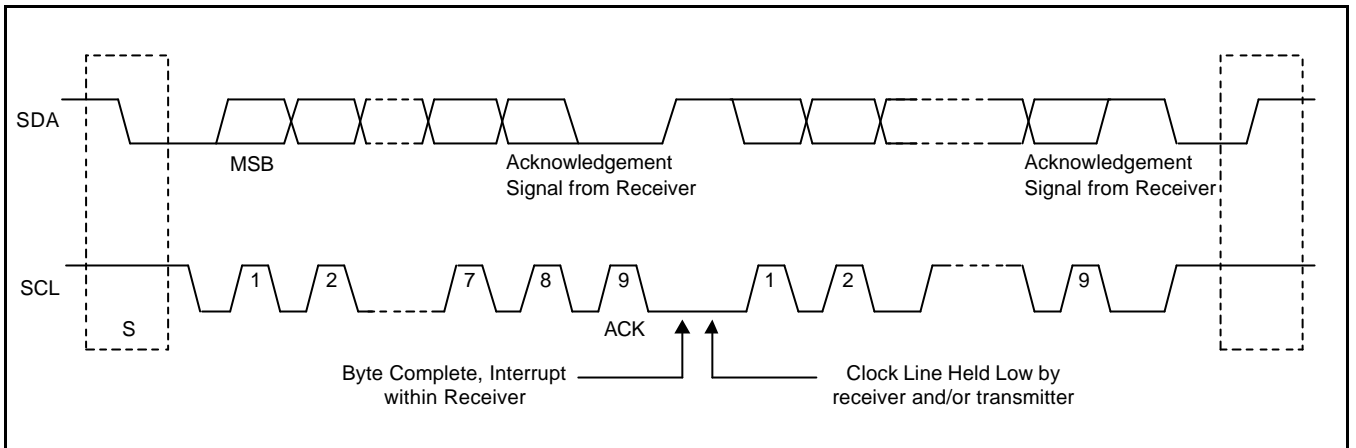 SDA
MSB
Acknowledgement
Signal from Receiver
Acknowledgement
Signal from Receiver
SCL
1
2
7
8
9
1
2
9
S
ACK
Byte Complete, Interrupt
within Receiver
Clock Line Held Low by
receiver and/or transmitter